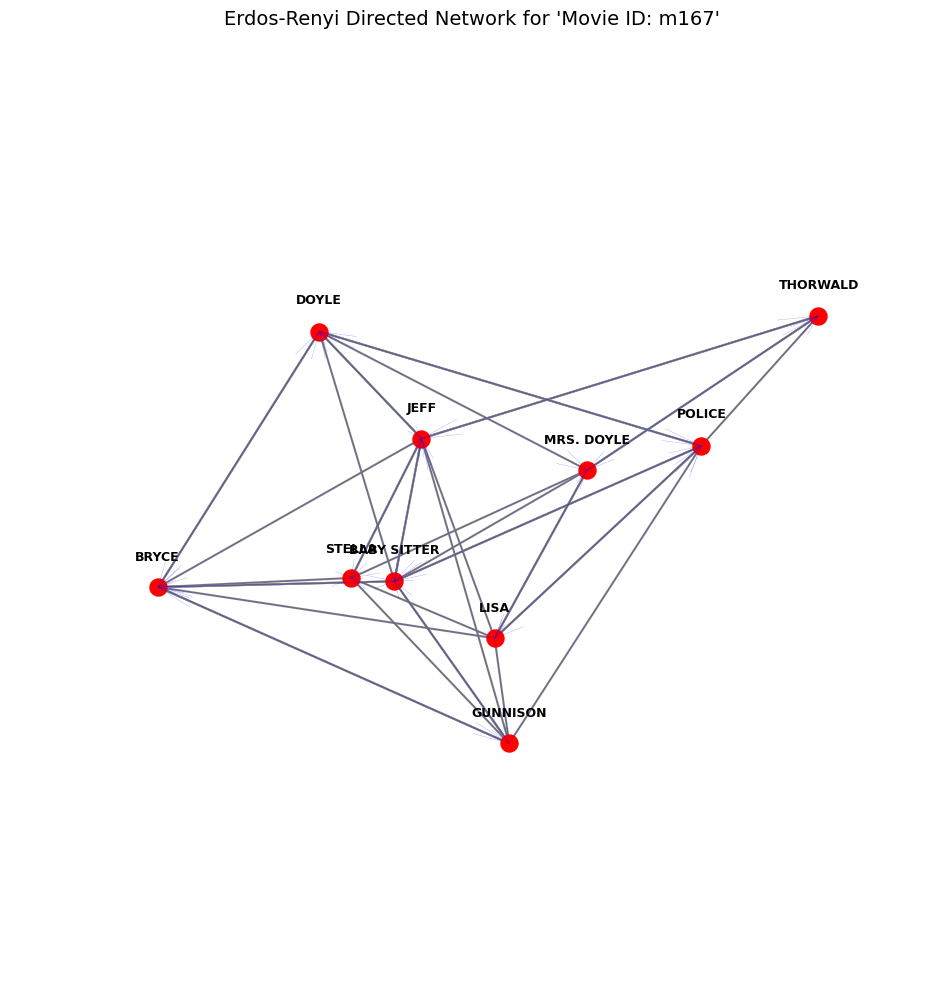 Erdos-Renyi Directed Network for 'Movie ID: m167'
THORWALD
DOYLE
JEFF
POLICE
MRS. DOYLE
STELLA
BABY SITTER
BRYCE
LISA
GUNNISON